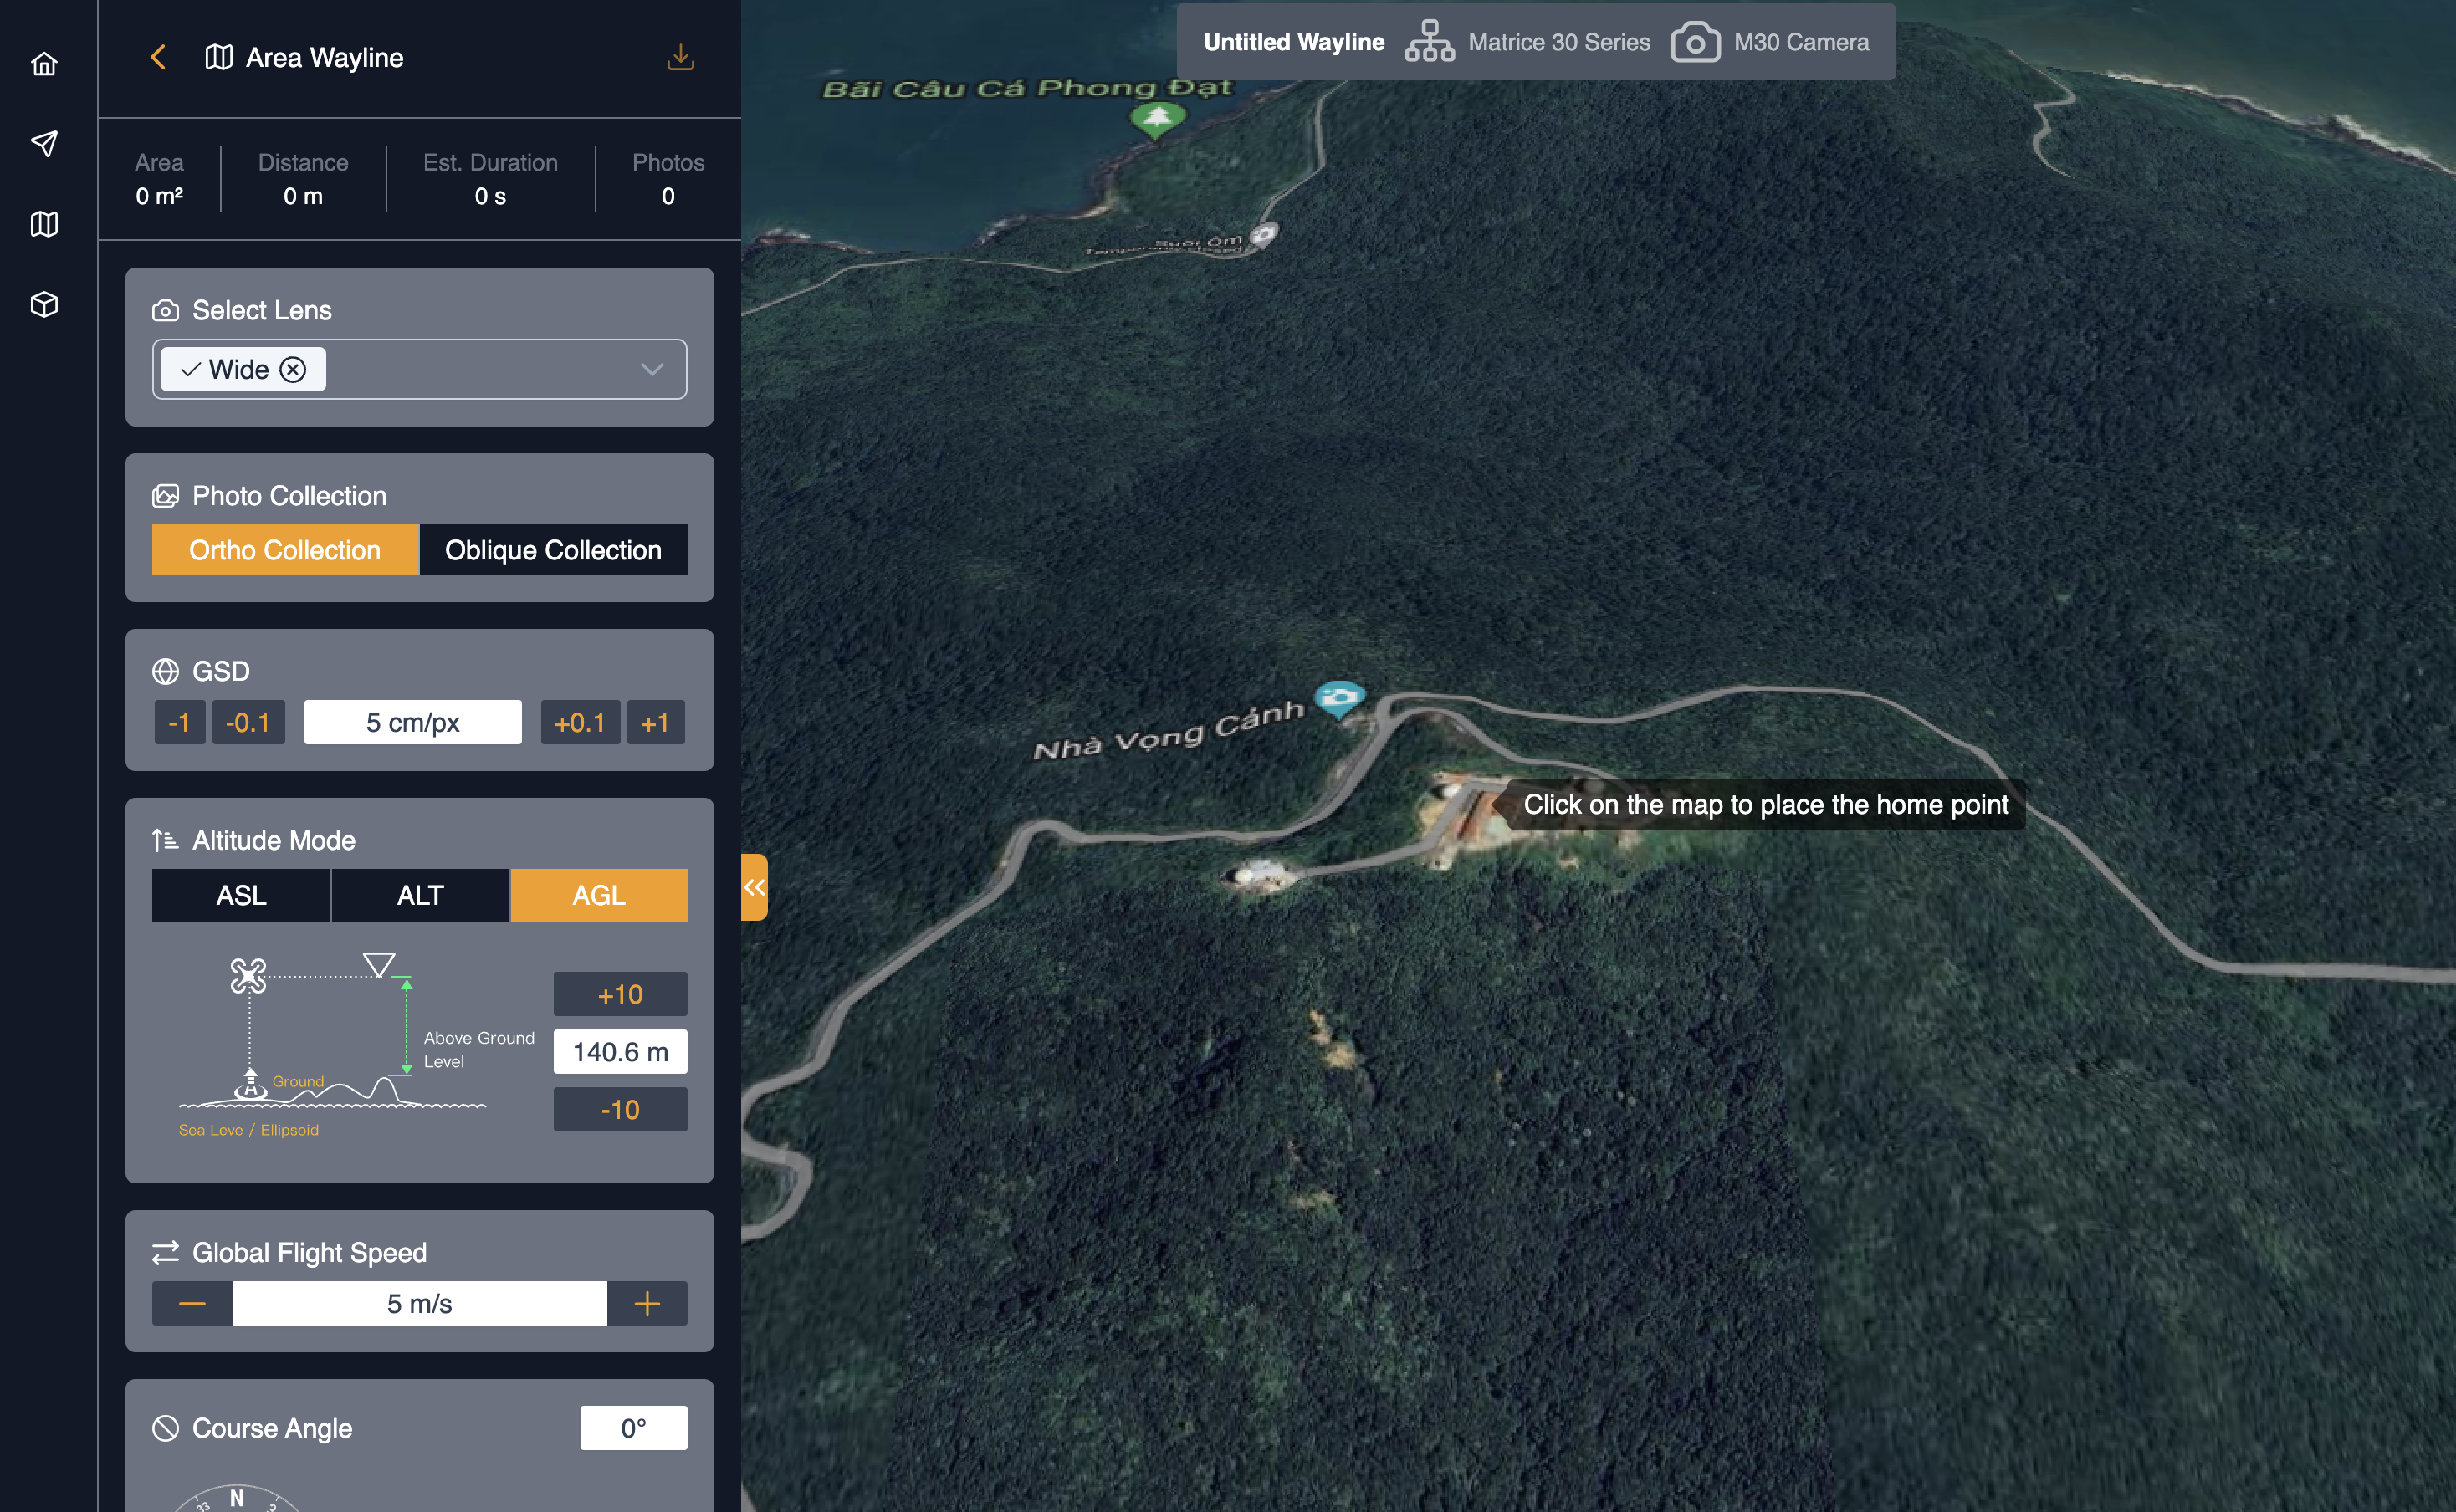 Area Wayline
Area
0 m²
Distance
0 m
Est. Duration
0 s
Photos
0
Select Lens
Wide
Photo Collection
Ortho Collection
Oblique Collection
GSD
-1
-0.1
5 cm/px
+0.1
+1
Altitude Mode
ASL
ALT
AGL
+10
140.6 m
-10
Above Ground
Level
Ground
Sea Leve / Ellipsoid
Global Flight Speed
5 m/s
Course Angle
0°
33
N
Untitled Wayline
Matrice 30 Series
M30 Camera
Bãi Câu Cá Phong Đạt
Suối Ôm
Temporarily closed
Nhà Vọng Cảnh
Click on the map to place the home point